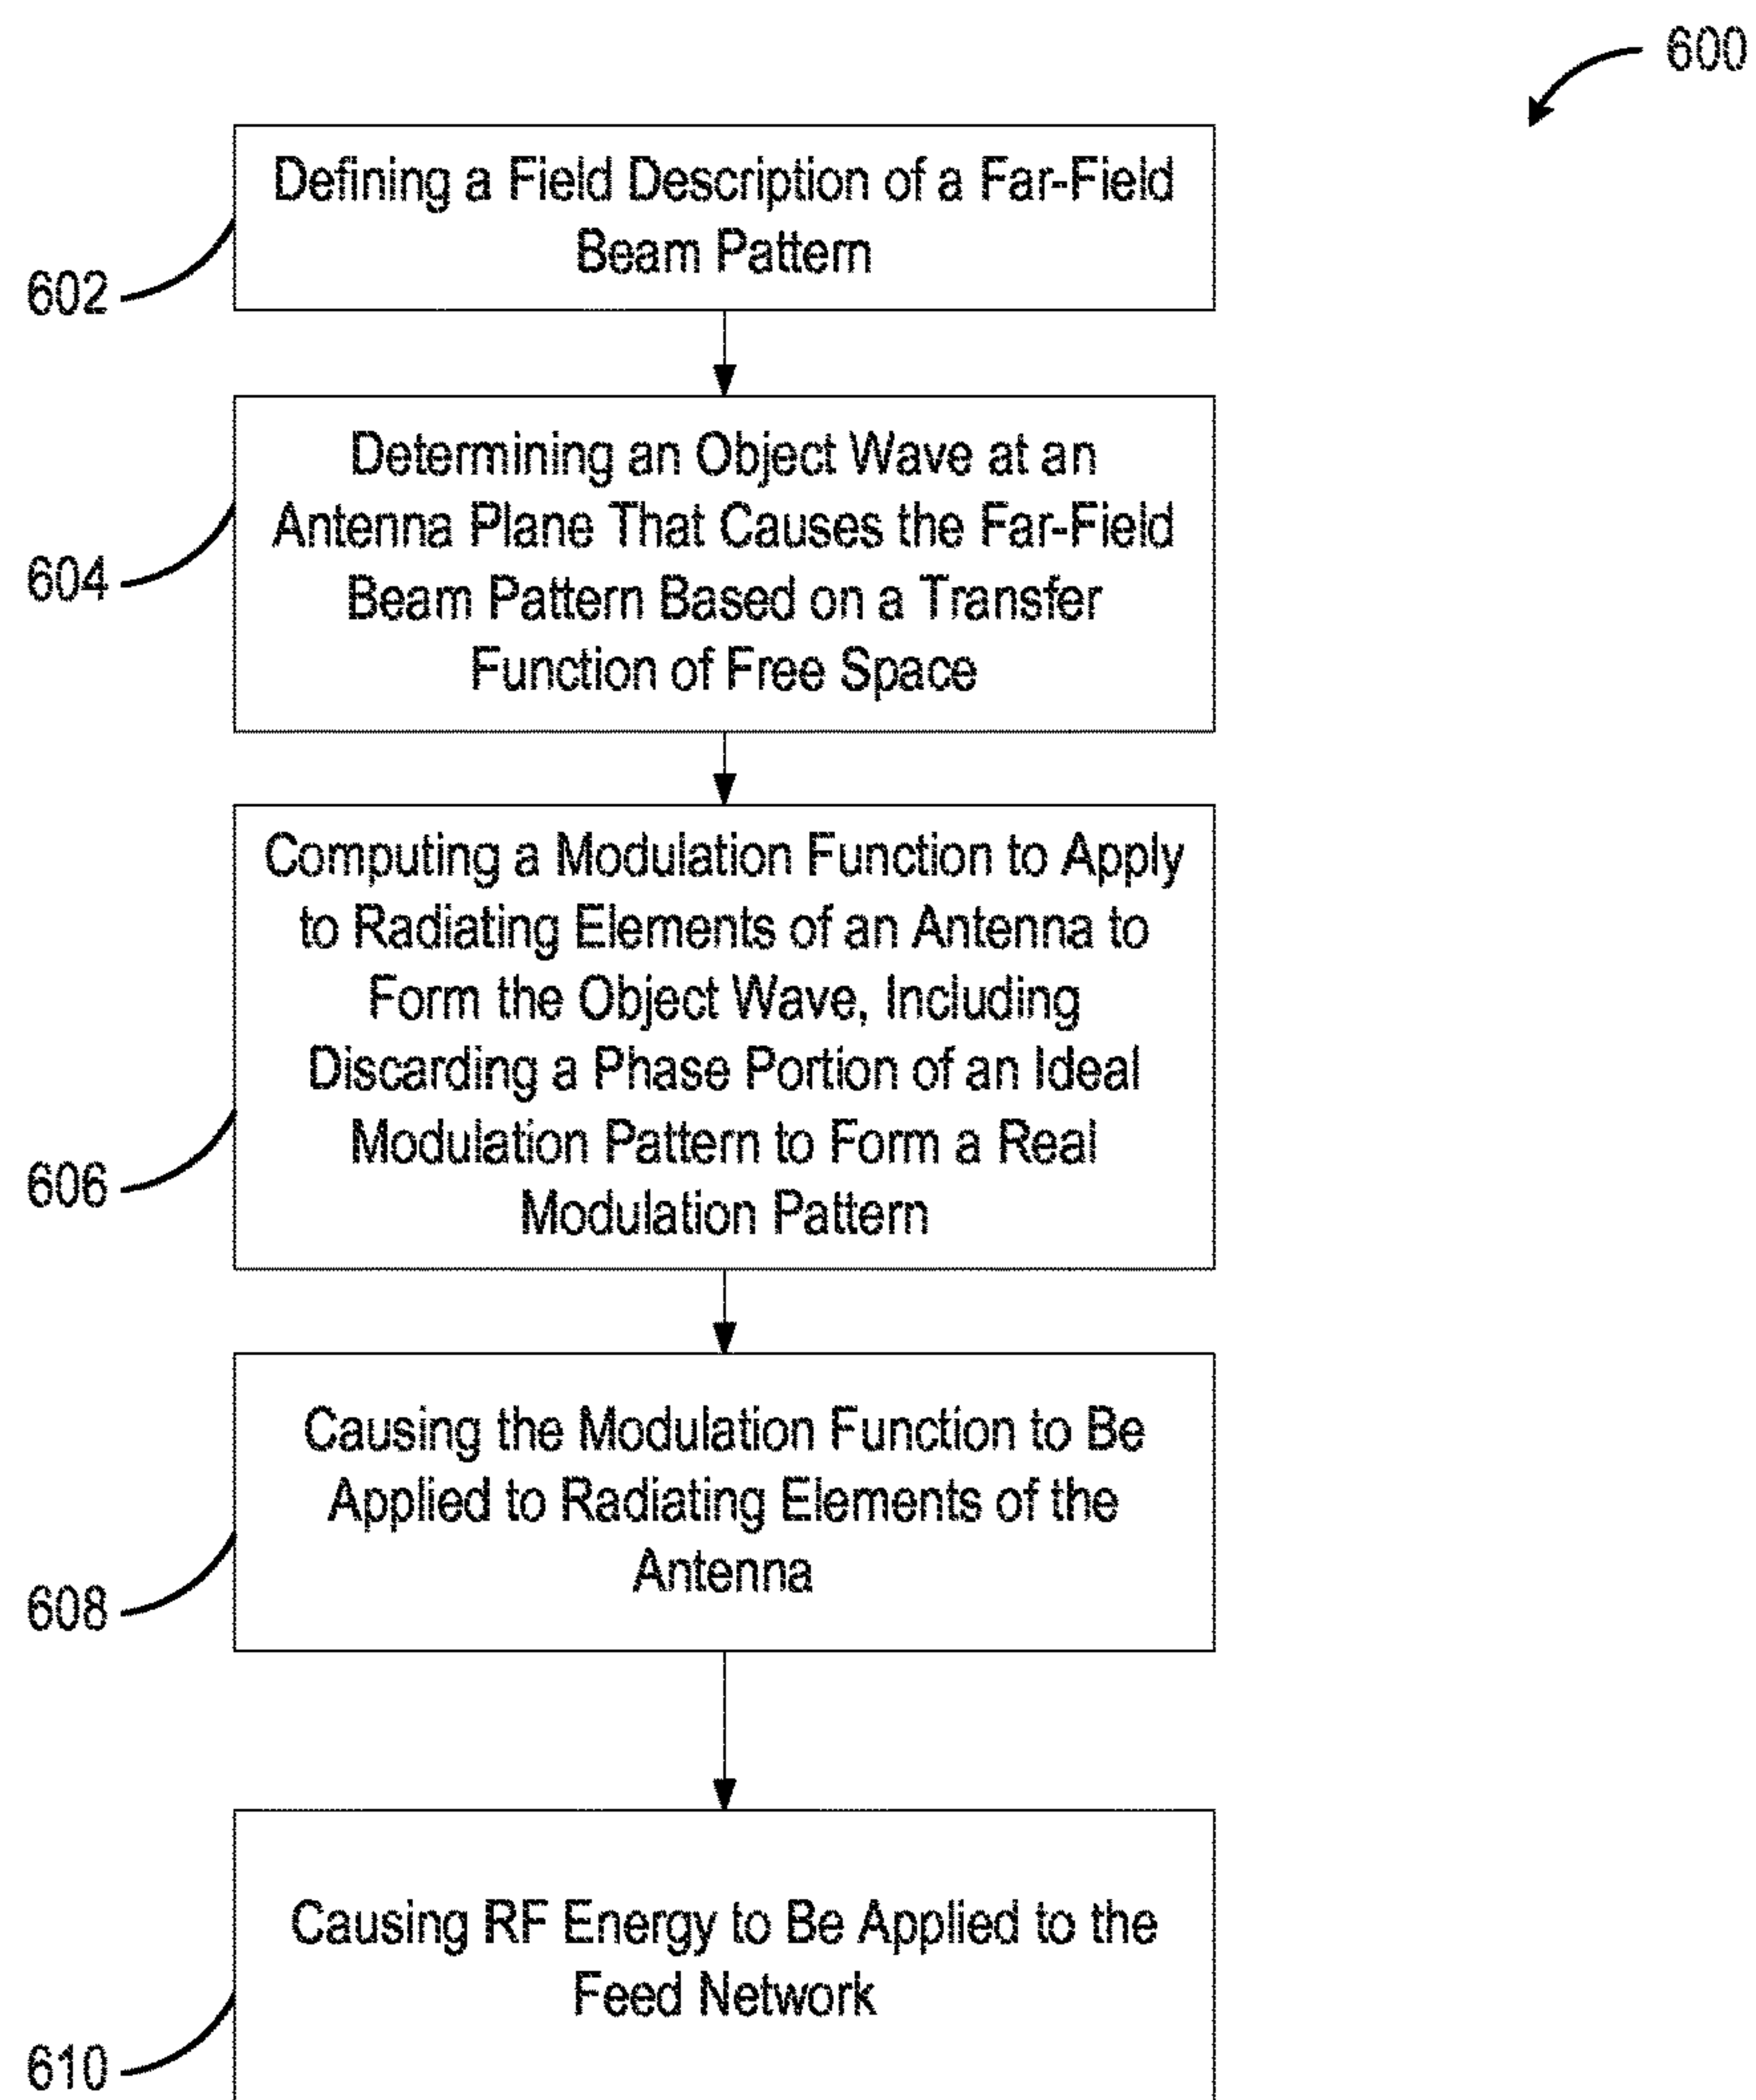 600
Defining a Field Description of a Far-Field
Beam Pattern
602
Determining an Object Wave at an
Antenna Plane That Causes the Far-Field
Beam Pattern Based on a Transfer
Function of Free Space
604
Computing a Modulation Function to Apply
to Radiating Elements of an Antenna to
Form the Object Wave, Including
Discarding a Phase Portion of an Ideal
Modulation Pattern to Form a Real
Modulation Pattern
606
Causing the Modulation Function to Be
Applied to Radiating Elements of the
Antenna
608
Causing RF Energy to Be Applied to the
Feed Network
610